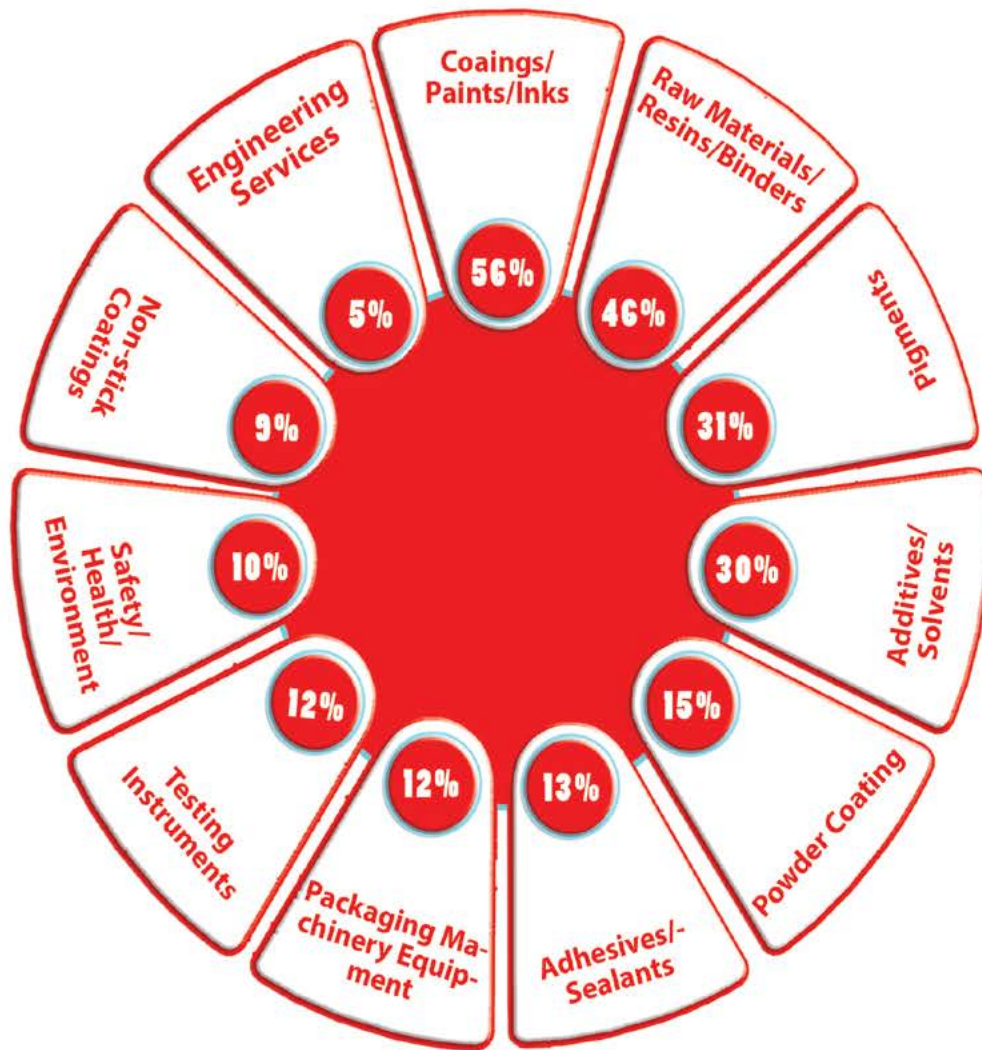 Coaings/
Paints/Inks
56%
Raw Materials/
Resins/Binders
46%
Pigments
31%
Additives/
Solvents
30%
Powder Coating
15%
Adhesives/-
Sealants
13%
Packaging Ma-
chinery Equip-
ment
12%
Testing
Instruments
12%
Safety/
Health/
Environment
10%
Non-stick
Coatings
9%
Engineering
Services
5%